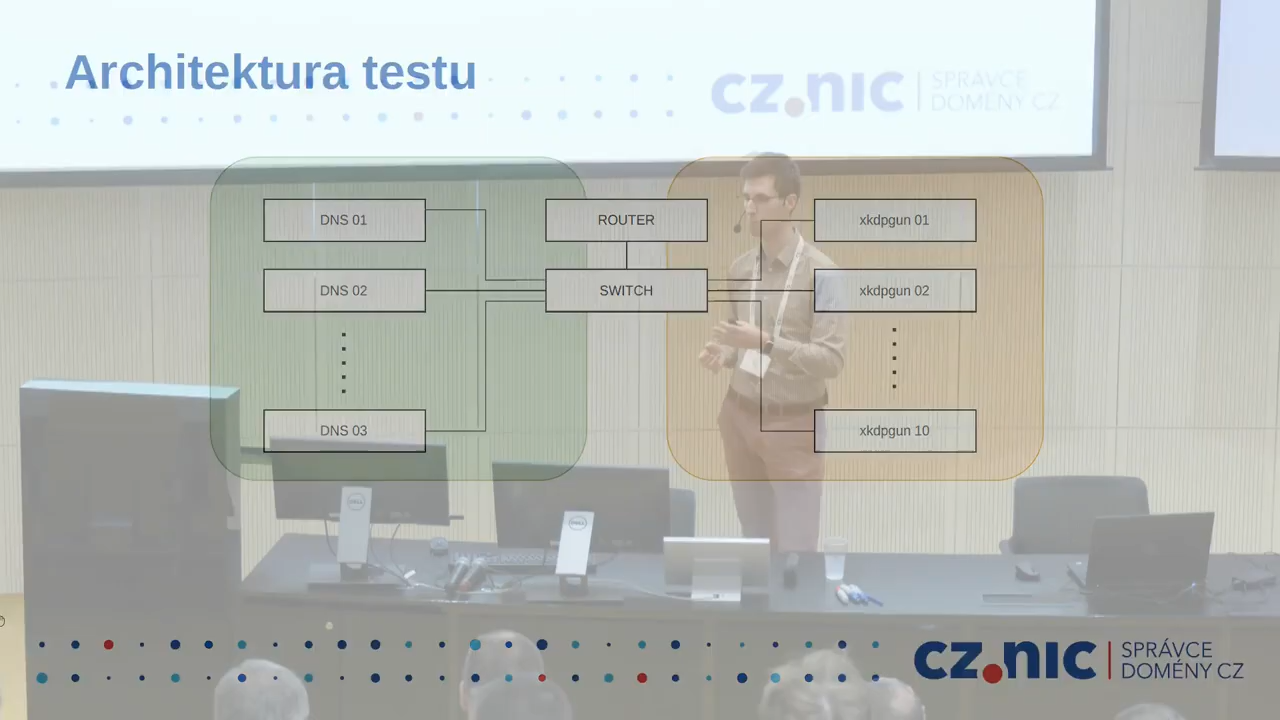 Architektura testu
CZ.NIC SPRÁVCE
DOMÉNY CZ
DNS 01
ROUTER
xkdpgun 01
DNS 02
SWITCH
xkdpgun 02
DNS 03
xkdpgun 10
DELL
DELL
CZ.NIC SPRÁVCE
DOMÉNY CZ